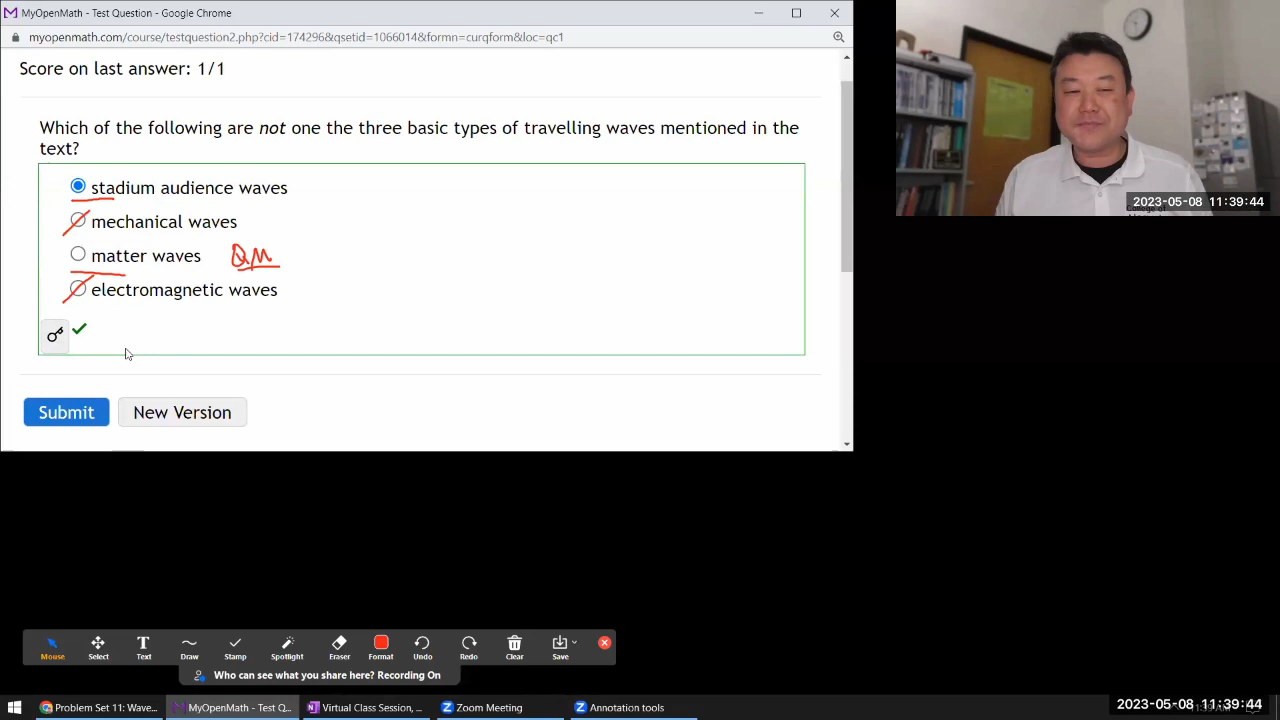 MyOpenMath - Test Question - Google Chrome
myopenmath.com/course/testquestion2.php?cid=174296&qsetid=1066014&formn=curqform&loc=qc1
Score on last answer: 1/1
Which of the following are not one the three basic types of travelling waves mentioned in the
text?
stadium audience waves
mechanical waves
matter waves QM
electromagnetic waves
Submit New Version
2023-05-08 11:39:44
Mouse Select Text Draw Stamp Spotlight Eraser Format Undo Redo Clear Save
Who can see what you share here? Recording On
Problem Set 11: Wave... MyOpenMath - Test Q... Virtual Class Session, ... Zoom Meeting Annotation tools 2023-05-08 11:39:44